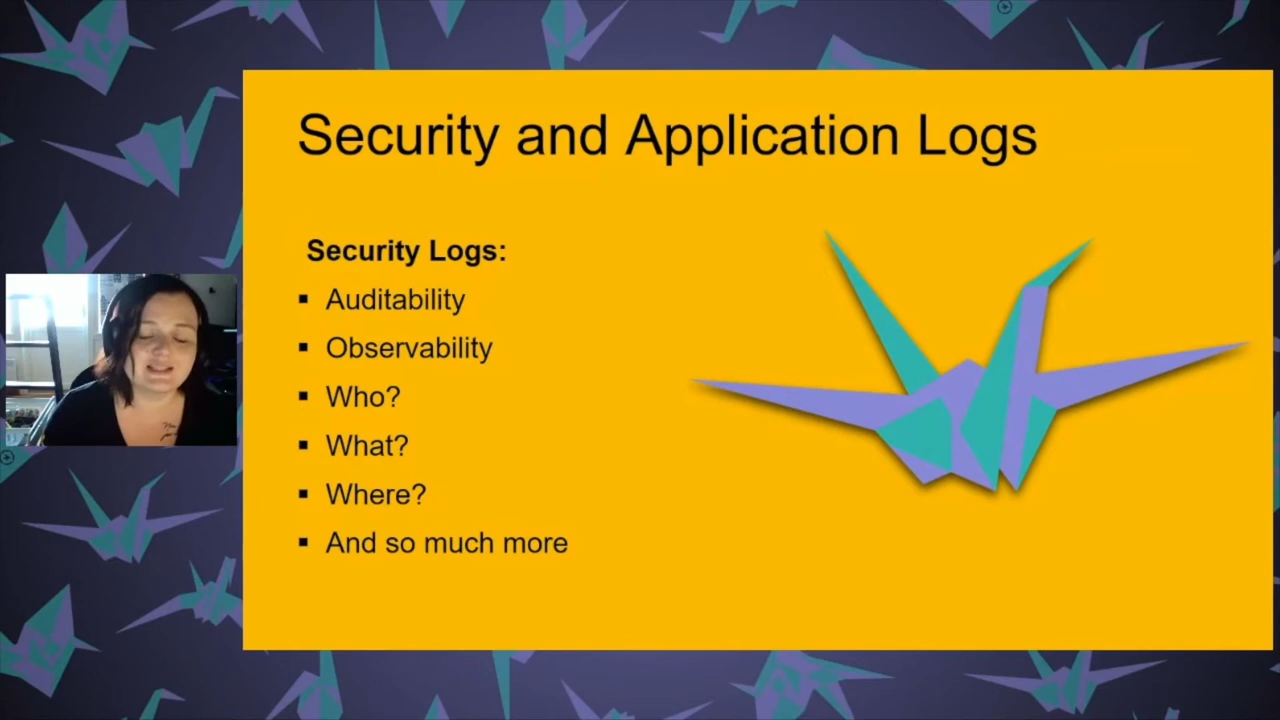 Security and Application Logs
Security Logs:
▪ Auditability
▪ Observability
▪ Who?
▪ What?
▪ Where?
▪ And so much more